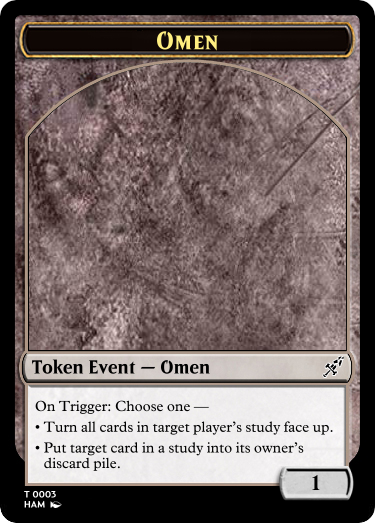 Omen
Token Event — Omen
On Trigger: Choose one —
• Turn all cards in target player's study face up.
• Put target card in a study into its owner's
discard pile.
1
T 0003
HAM